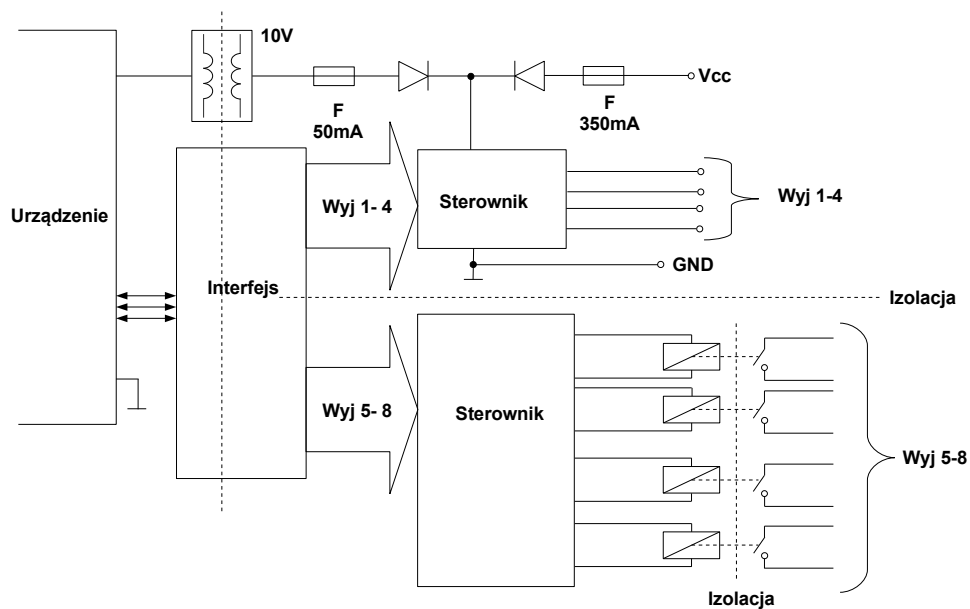 10V
Vcc
F
50mA
F
350mA
Urządzenie
Wyj 1- 4
Sterownik
Wyj 1-4
GND
Interfejs
Izolacja
Wyj 5- 8
Sterownik
Wyj 5-8
Izolacja